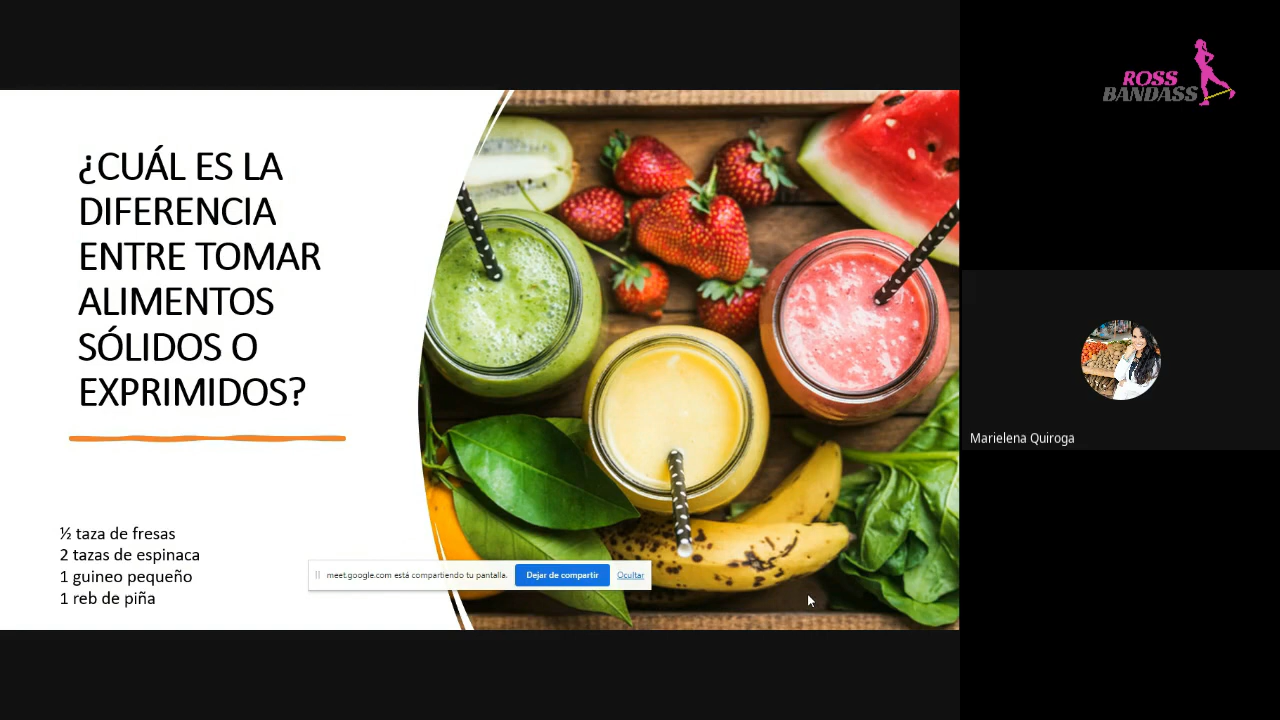 ¿CUÁL ES LA
DIFERENCIA
ENTRE TOMAR
ALIMENTOS
SÓLIDOS O
EXPRIMIDOS?
½ taza de fresas
2 tazas de espinaca
1 guineo pequeño
1 reb de piña
meet.google.com está compartiendo tu pantalla.
Dejar de compartir
Ocultar
ROSS
BANDASS
Marielena Quiroga